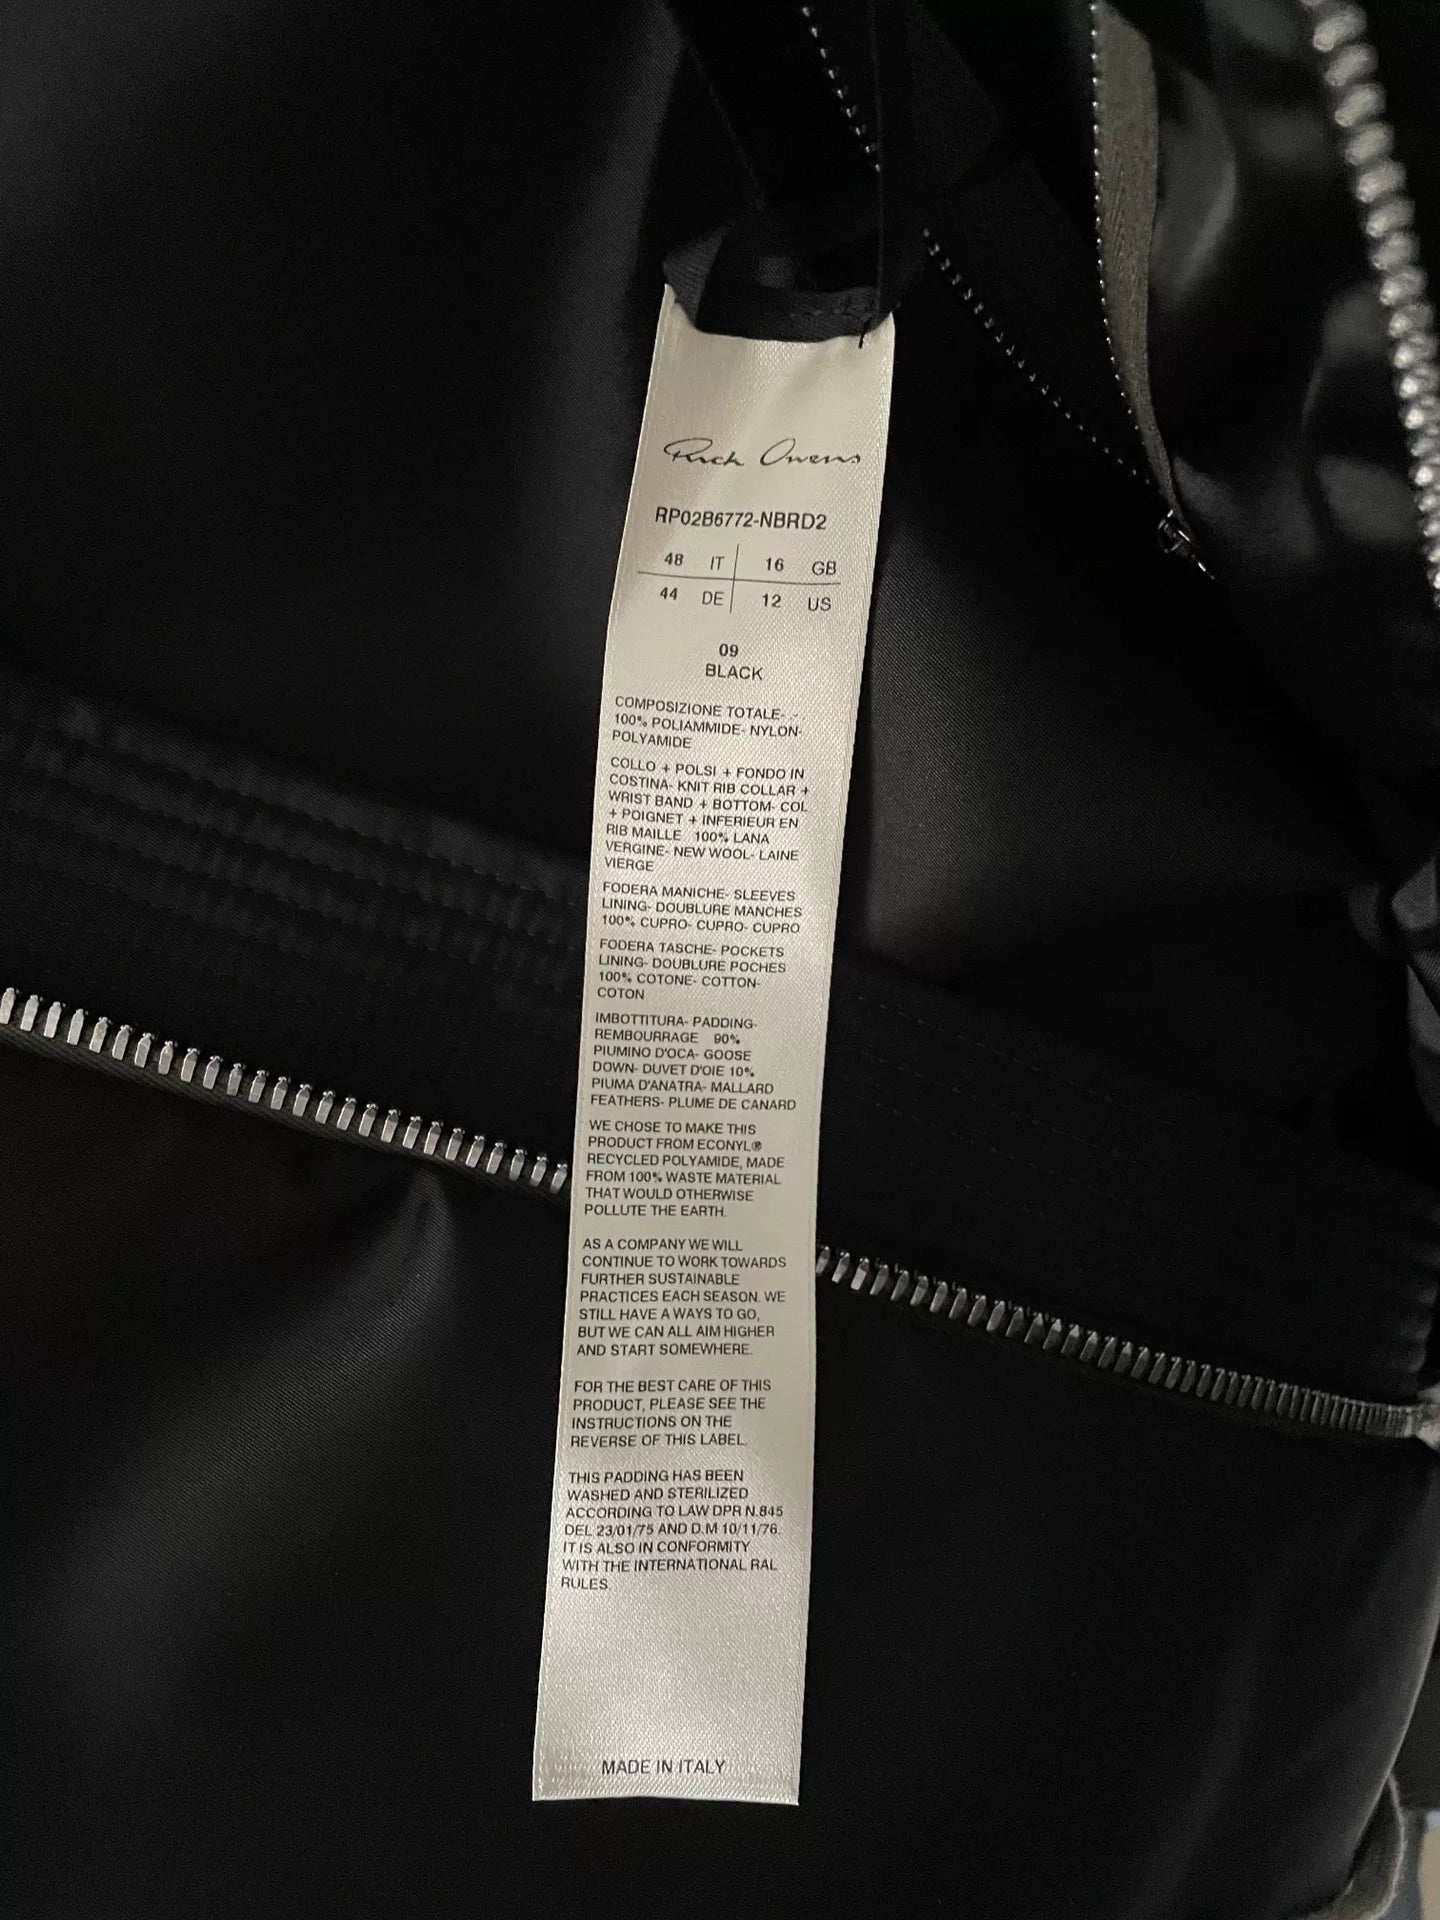 Rick Owens
RP02B6772-NBRD2
48 IT 16 GB
44 DE 12 US
09
BLACK
COMPOSIZIONE TOTALE- -
100% POLIAMMIDE- NYLON-
POLYAMIDE
COLLO + POLSI + FONDO IN
COSTINA- KNIT RIB COLLAR +
WRIST BAND + BOTTOM- COL
+ POIGNET + INFERIEUR EN
RIB MAILLE 100% LANA
VERGINE- NEW WOOL- LAINE
VIERGE
FODERA MANICHE- SLEEVES
LINING- DOUBLURE MANCHES
100% CUPRO- CUPRO- CUPRO
FODERA TASCHE- POCKETS
LINING- DOUBLURE POCHES
100% COTONE- COTTON-
COTON
IMBOTTITURA- PADDING-
REMBOURRAGE 90%
PIUMINO D'OCA- GOOSE
DOWN- DUVET D'OIE 10%
PIUMA D'ANATRA- MALLARD
FEATHERS- PLUME DE CANARD
WE CHOSE TO MAKE THIS
PRODUCT FROM ECONYL®
RECYCLED POLYAMIDE, MADE
FROM 100% WASTE MATERIAL
THAT WOULD OTHERWISE
POLLUTE THE EARTH.
AS A COMPANY WE WILL
CONTINUE TO WORK TOWARDS
FURTHER SUSTAINABLE
PRACTICES EACH SEASON. WE
STILL HAVE A WAYS TO GO,
BUT WE CAN ALL AIM HIGHER
AND START SOMEWHERE.
FOR THE BEST CARE OF THIS
PRODUCT, PLEASE SEE THE
INSTRUCTIONS ON THE
REVERSE OF THIS LABEL.
THIS PADDING HAS BEEN
WASHED AND STERILIZED
ACCORDING TO LAW DPR N.845
DEL 23/01/75 AND D.M 10/11/76.
IT IS ALSO IN CONFORMITY
WITH THE INTERNATIONAL RAL
RULES.
MADE IN ITALY